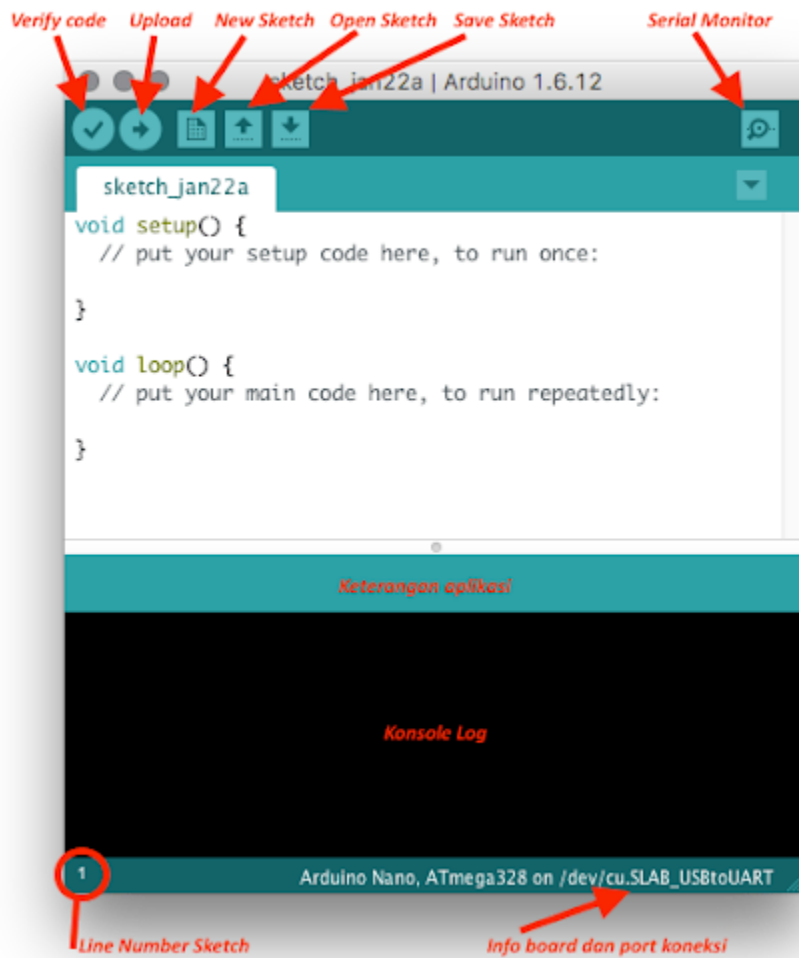 Verify code Upload New Sketch Open Sketch Save Sketch Serial Monitor
sketch_jan22a | Arduino 1.6.12
sketch_jan22a
void setup() {
// put your setup code here, to run once:
}
void loop() {
// put your main code here, to run repeatedly:
}
Keterangan aplikasi
Konsole Log
1
Arduino Nano, ATmega328 on /dev/cu.SLAB_USBtoUART
Line Number Sketch
Info board dan port koneksi